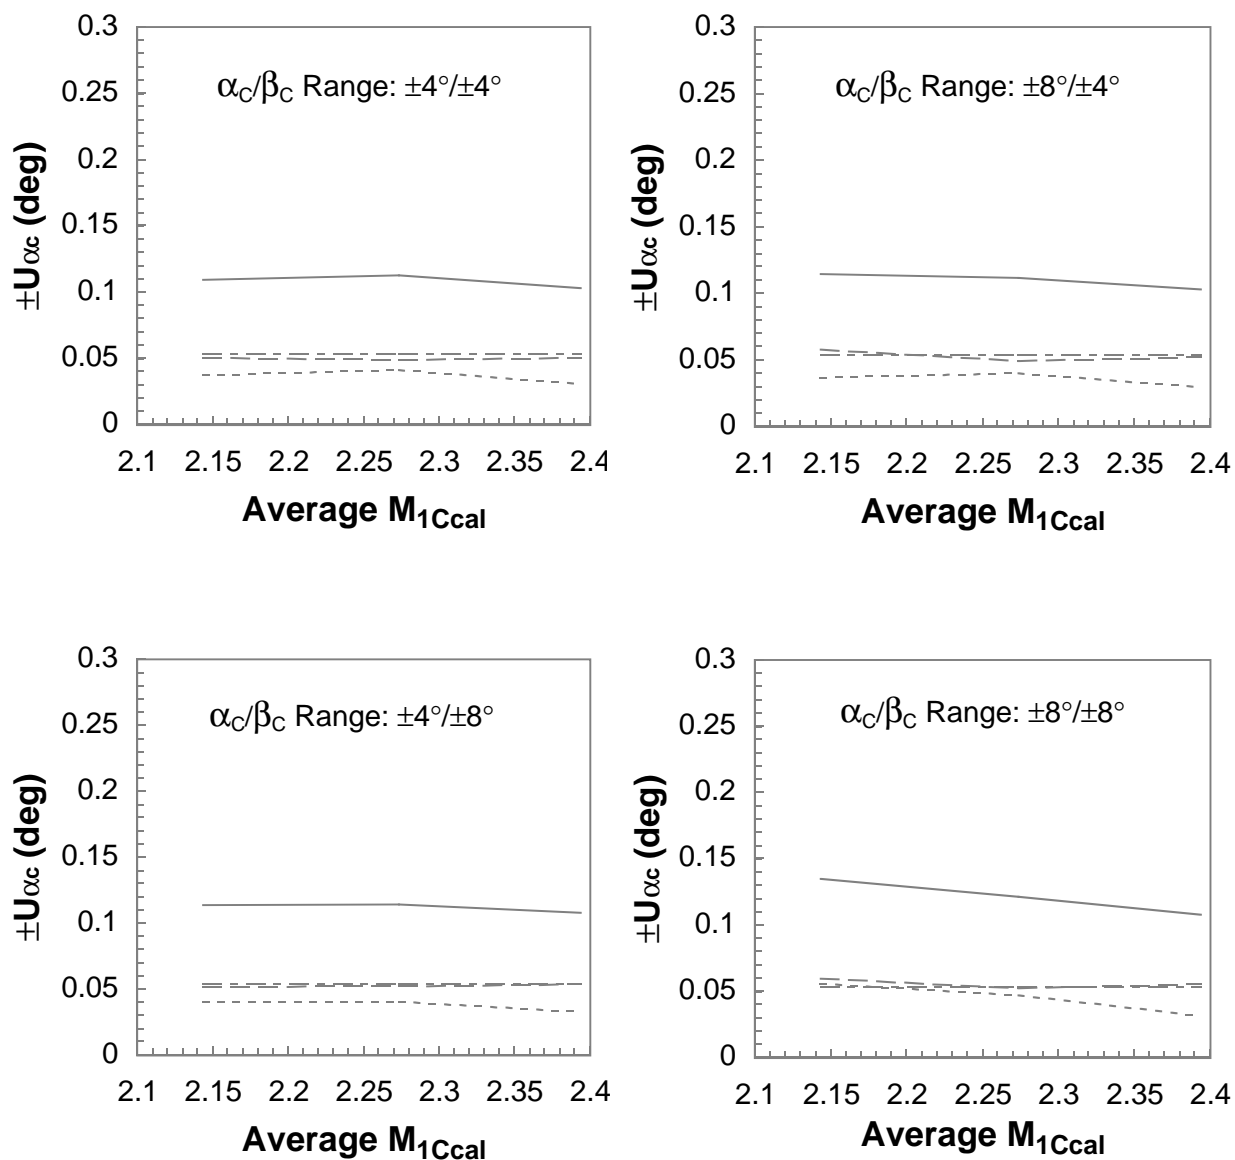 0.3
0.25
0.2
0.15
0.1
0.05
0
±Uαc (deg)
αC/βC Range: ±4°/±4°
2.1 2.15 2.2 2.25 2.3 2.35 2.4
Average M1Ccal
0.3
0.25
0.2
0.15
0.1
0.05
0
±Uαc (deg)
αC/βC Range: ±8°/±4°
2.1 2.15 2.2 2.25 2.3 2.35 2.4
Average M1Ccal
0.3
0.25
0.2
0.15
0.1
0.05
0
±Uαc (deg)
αC/βC Range: ±4°/±8°
2.1 2.15 2.2 2.25 2.3 2.35 2.4
Average M1Ccal
0.3
0.25
0.2
0.15
0.1
0.05
0
±Uαc (deg)
αC/βC Range: ±8°/±8°
2.1 2.15 2.2 2.25 2.3 2.35 2.4
Average M1Ccal